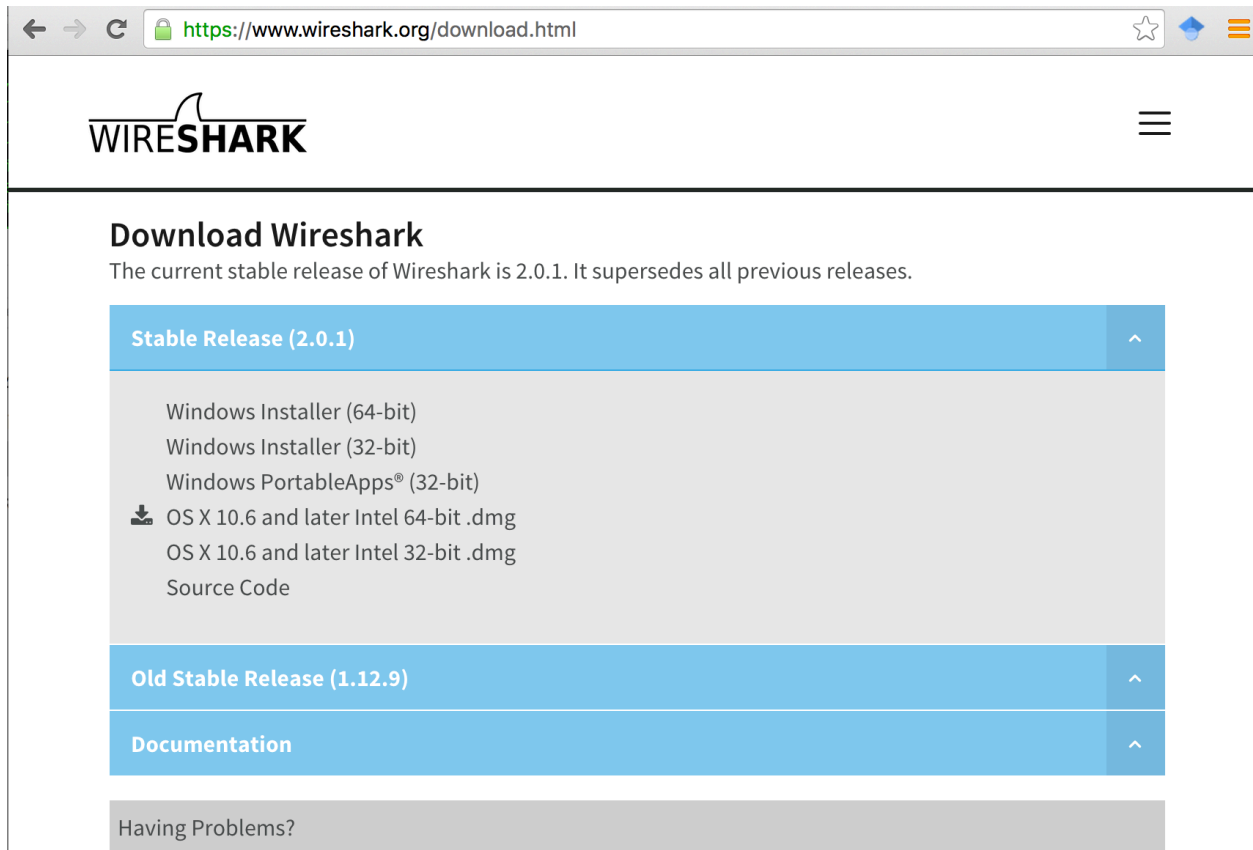 https://www.wireshark.org/download.html
WIRESHARK
Download Wireshark
The current stable release of Wireshark is 2.0.1. It supersedes all previous releases.
Stable Release (2.0.1)
Windows Installer (64-bit)
Windows Installer (32-bit)
Windows PortableApps® (32-bit)
OS X 10.6 and later Intel 64-bit .dmg
OS X 10.6 and later Intel 32-bit .dmg
Source Code
Old Stable Release (1.12.9)
Documentation
Having Problems?